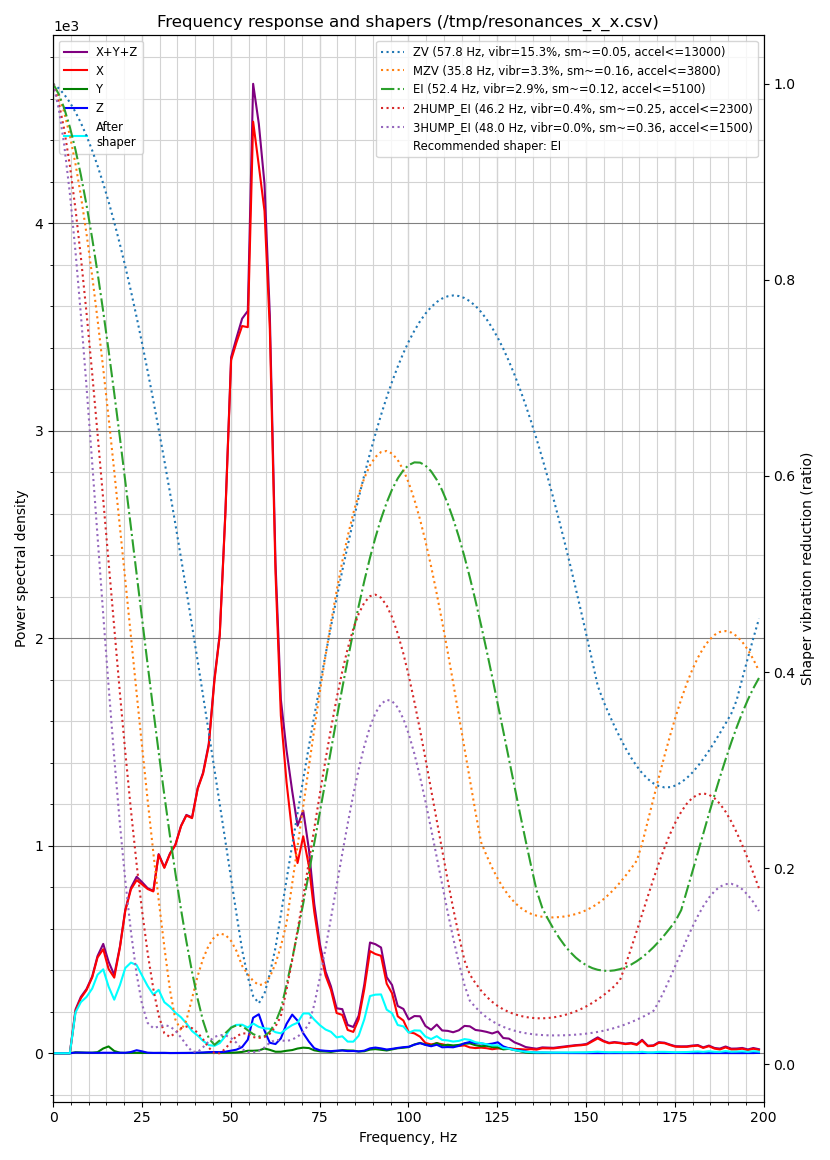 Frequency response and shapers (/tmp/resonances_x_x.csv)
1e3
X+Y+Z
X
Y
Z
After
shaper
ZV (57.8 Hz, vibr=15.3%, sm~=0.05, accel<=13000)
MZV (35.8 Hz, vibr=3.3%, sm~=0.16, accel<=3800)
EI (52.4 Hz, vibr=2.9%, sm~=0.12, accel<=5100)
2HUMP_EI (46.2 Hz, vibr=0.4%, sm~=0.25, accel<=2300)
3HUMP_EI (48.0 Hz, vibr=0.0%, sm~=0.36, accel<=1500)
Recommended shaper: EI
Power spectral density
4
3
2
1
0
1.0
0.8
0.6
0.4
0.2
0.0
Shaper vibration reduction (ratio)
0 25 50 75 100 125 150 175 200
Frequency, Hz